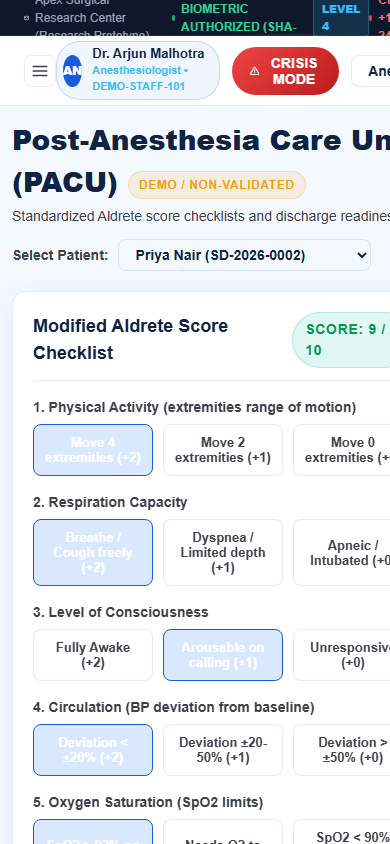 Apex Surgical
Research Center
(Research Prototype)
BIOMETRIC
AUTHORIZED (SHA-
LEVEL
4
AN
Dr. Arjun Malhotra
Anesthesiologist •
DEMO-STAFF-101
CRISIS
MODE
Post-Anesthesia Care
(PACU)
DEMO / NON-VALIDATED
Standardized Aldrete score checklists and discharge
Select Patient:
Priya Nair (SD-2026-0002)
Modified Aldrete Score
Checklist
SCORE: 9 /
10
1. Physical Activity (extremities range of motion)
Move 4
extremities (+2)
Move 2
extremities (+1)
Move 0
extremities
2. Respiration Capacity
Breathe /
Cough freely
(+2)
Dyspnea /
Limited depth
(+1)
Apneic /
Intubated (+0
3. Level of Consciousness
Fully Awake
(+2)
Arousable on
calling (+1)
Unresponsive
(+0)
4. Circulation (BP deviation from baseline)
Deviation <
±20% (+2)
Deviation ±20-
50% (+1)
Deviation >
±50% (+0)
5. Oxygen Saturation (SpO2 limits)
SpO2 < 90%